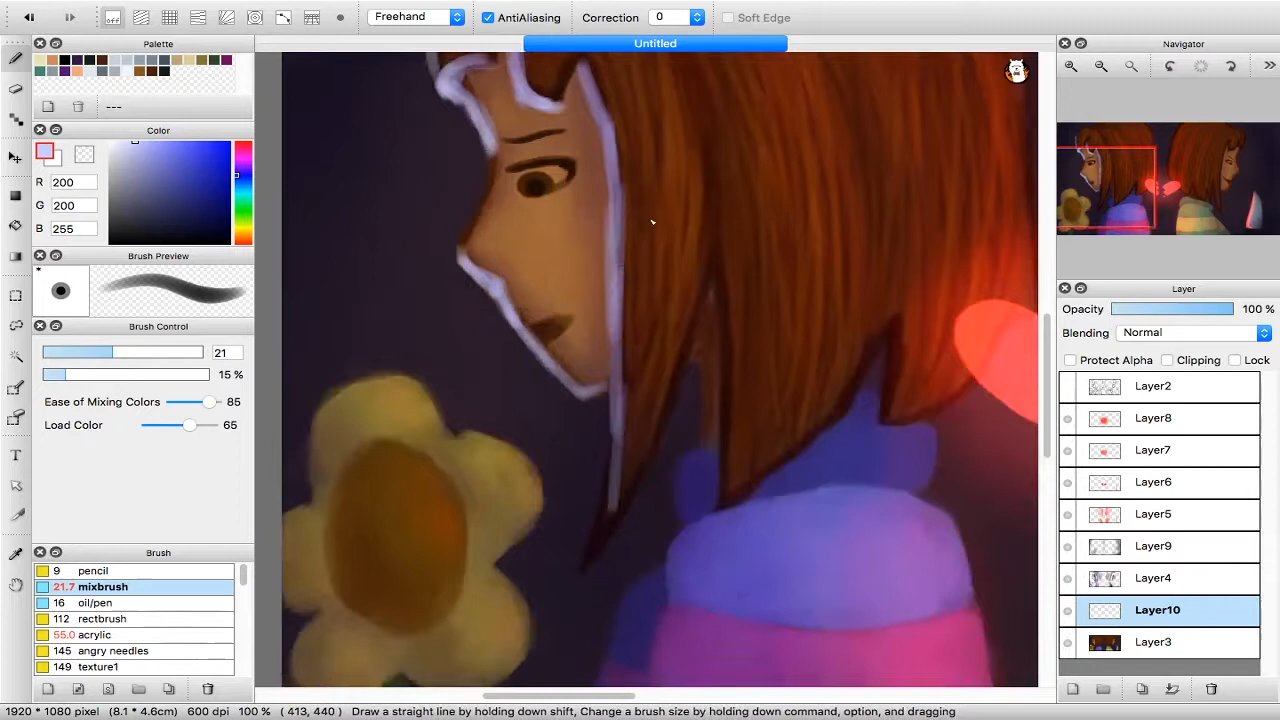 Freehand
AntiAliasing
Correction
0
Soft Edge
Untitled
Palette
---
Color
R 200
G 200
B 255
Brush Preview
*
Brush Control
21
15 %
Ease of Mixing Colors 85
Load Color 65
Brush
9 pencil
21.7 mixbrush
16 oil/pen
112 rectbrush
55.0 acrylic
145 angry needles
149 texture1
Navigator
Layer
Opacity 100 %
Blending Normal
Protect Alpha Clipping Lock
Layer2
Layer8
Layer7
Layer6
Layer5
Layer9
Layer4
Layer10
Layer3
1920 * 1080 pixel (8.1 * 4.6cm) 600 dpi 100 % ( 413, 440 ) Draw a straight line by holding down shift, Change a brush size by holding down command, option, and dragging